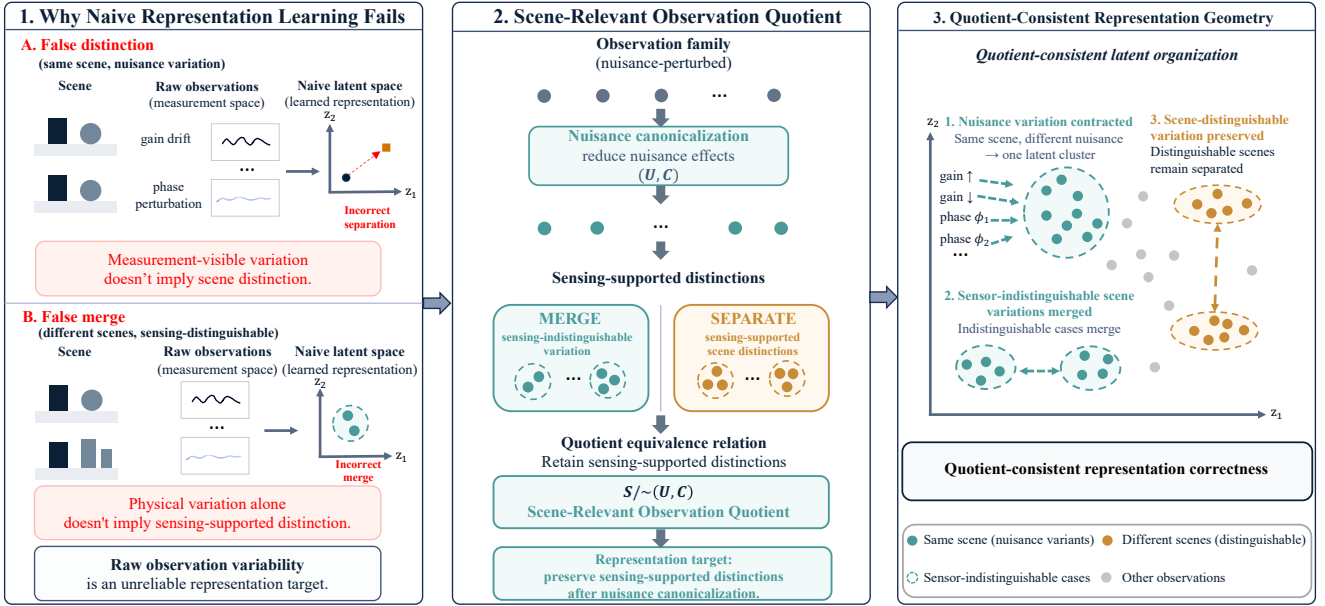 1. Why Naive Representation Learning Fails
A. False distinction
(same scene, nuisance variation)
Scene
Raw observations
(measurement space)
Naive latent space
(learned representation)
z₂
gain drift
...
phase
perturbation
z₁
Incorrect
separation
Measurement-visible variation
doesn't imply scene distinction.
B. False merge
(different scenes, sensing-distinguishable)
Scene
Raw observations
(measurement space)
Naive latent space
(learned representation)
z₂
...
z₁
Incorrect
merge
Physical variation alone
doesn't imply sensing-supported distinction.
Raw observation variability
is an unreliable representation target.
2. Scene-Relevant Observation Quotient
Observation family
(nuisance-perturbed)
...
Nuisance canonicalization
reduce nuisance effects
(U, C)
...
Sensing-supported distinctions
MERGE
sensing-indistinguishable
variation
...
SEPARATE
sensing-supported
scene distinctions
...
Quotient equivalence relation
Retain sensing-supported distinctions
S/~(U, C)
Scene-Relevant Observation Quotient
Representation target:
preserve sensing-supported distinctions
after nuisance canonicalization.
3. Quotient-Consistent Representation Geometry
Quotient-consistent latent organization
z₂
1. Nuisance variation contracted
Same scene, different nuisance
→ one latent cluster
gain ↑
gain ↓
phase ϕ₁
phase ϕ₂
...
3. Scene-distinguishable
variation preserved
Distinguishable scenes
remain separated
2. Sensor-indistinguishable scene
variations merged
Indistinguishable cases merge
z₁
Quotient-consistent representation correctness
Same scene (nuisance variants)
Different scenes (distinguishable)
Sensor-indistinguishable cases
Other observations